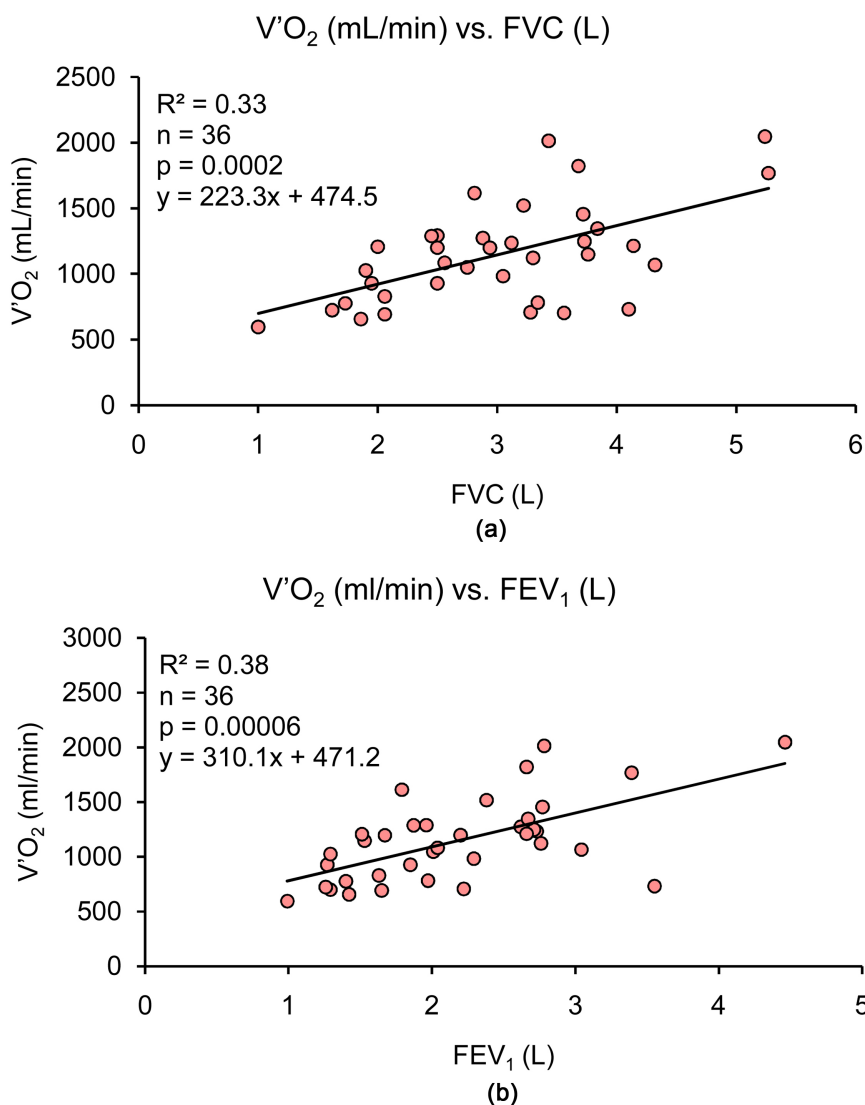 V'O₂ (mL/min) vs. FVC (L)
2500
2000
1500
1000
500
0
R² = 0.33
n = 36
p = 0.0002
y = 223.3x + 474.5
V'O₂ (mL/min)
0 1 2 3 4 5 6
FVC (L)
(a)
V'O₂ (ml/min) vs. FEV₁ (L)
3000
2500
2000
1500
1000
500
0
R² = 0.38
n = 36
p = 0.00006
y = 310.1x + 471.2
V'O₂ (ml/min)
0 1 2 3 4 5
FEV₁ (L)
(b)